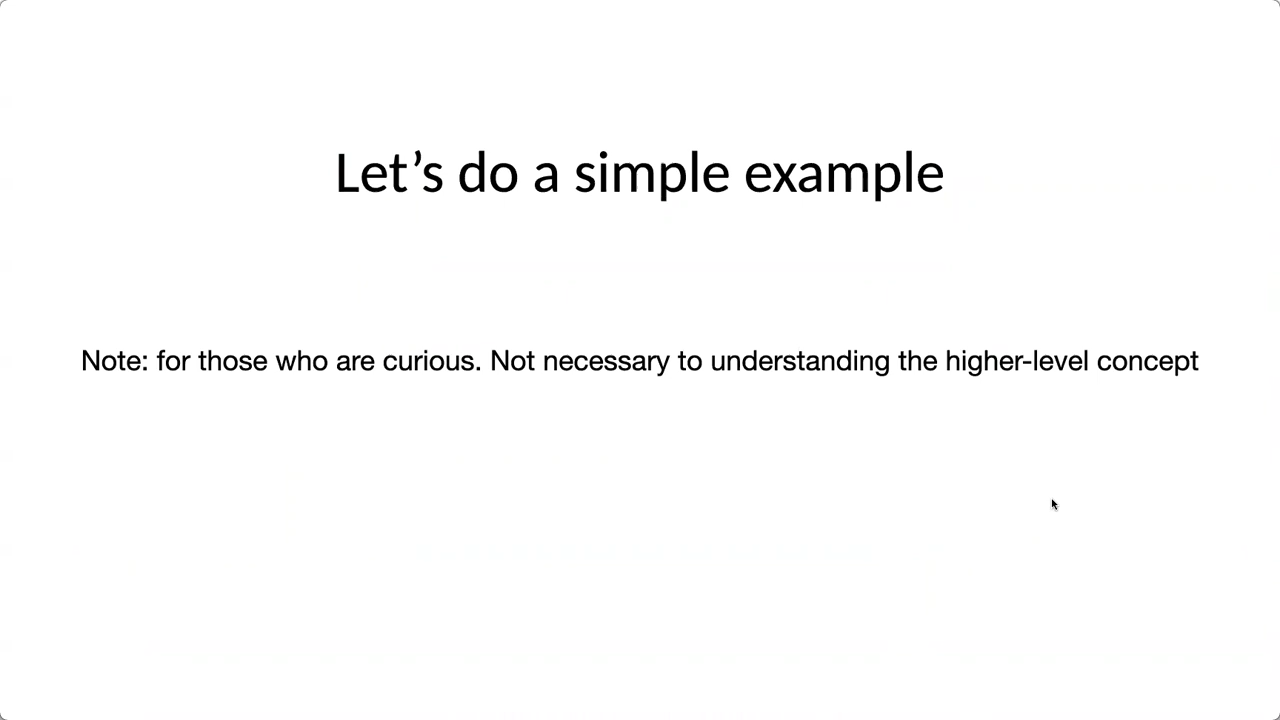 Let’s do a simple example
Note: for those who are curious. Not necessary to understanding the higher-level concept